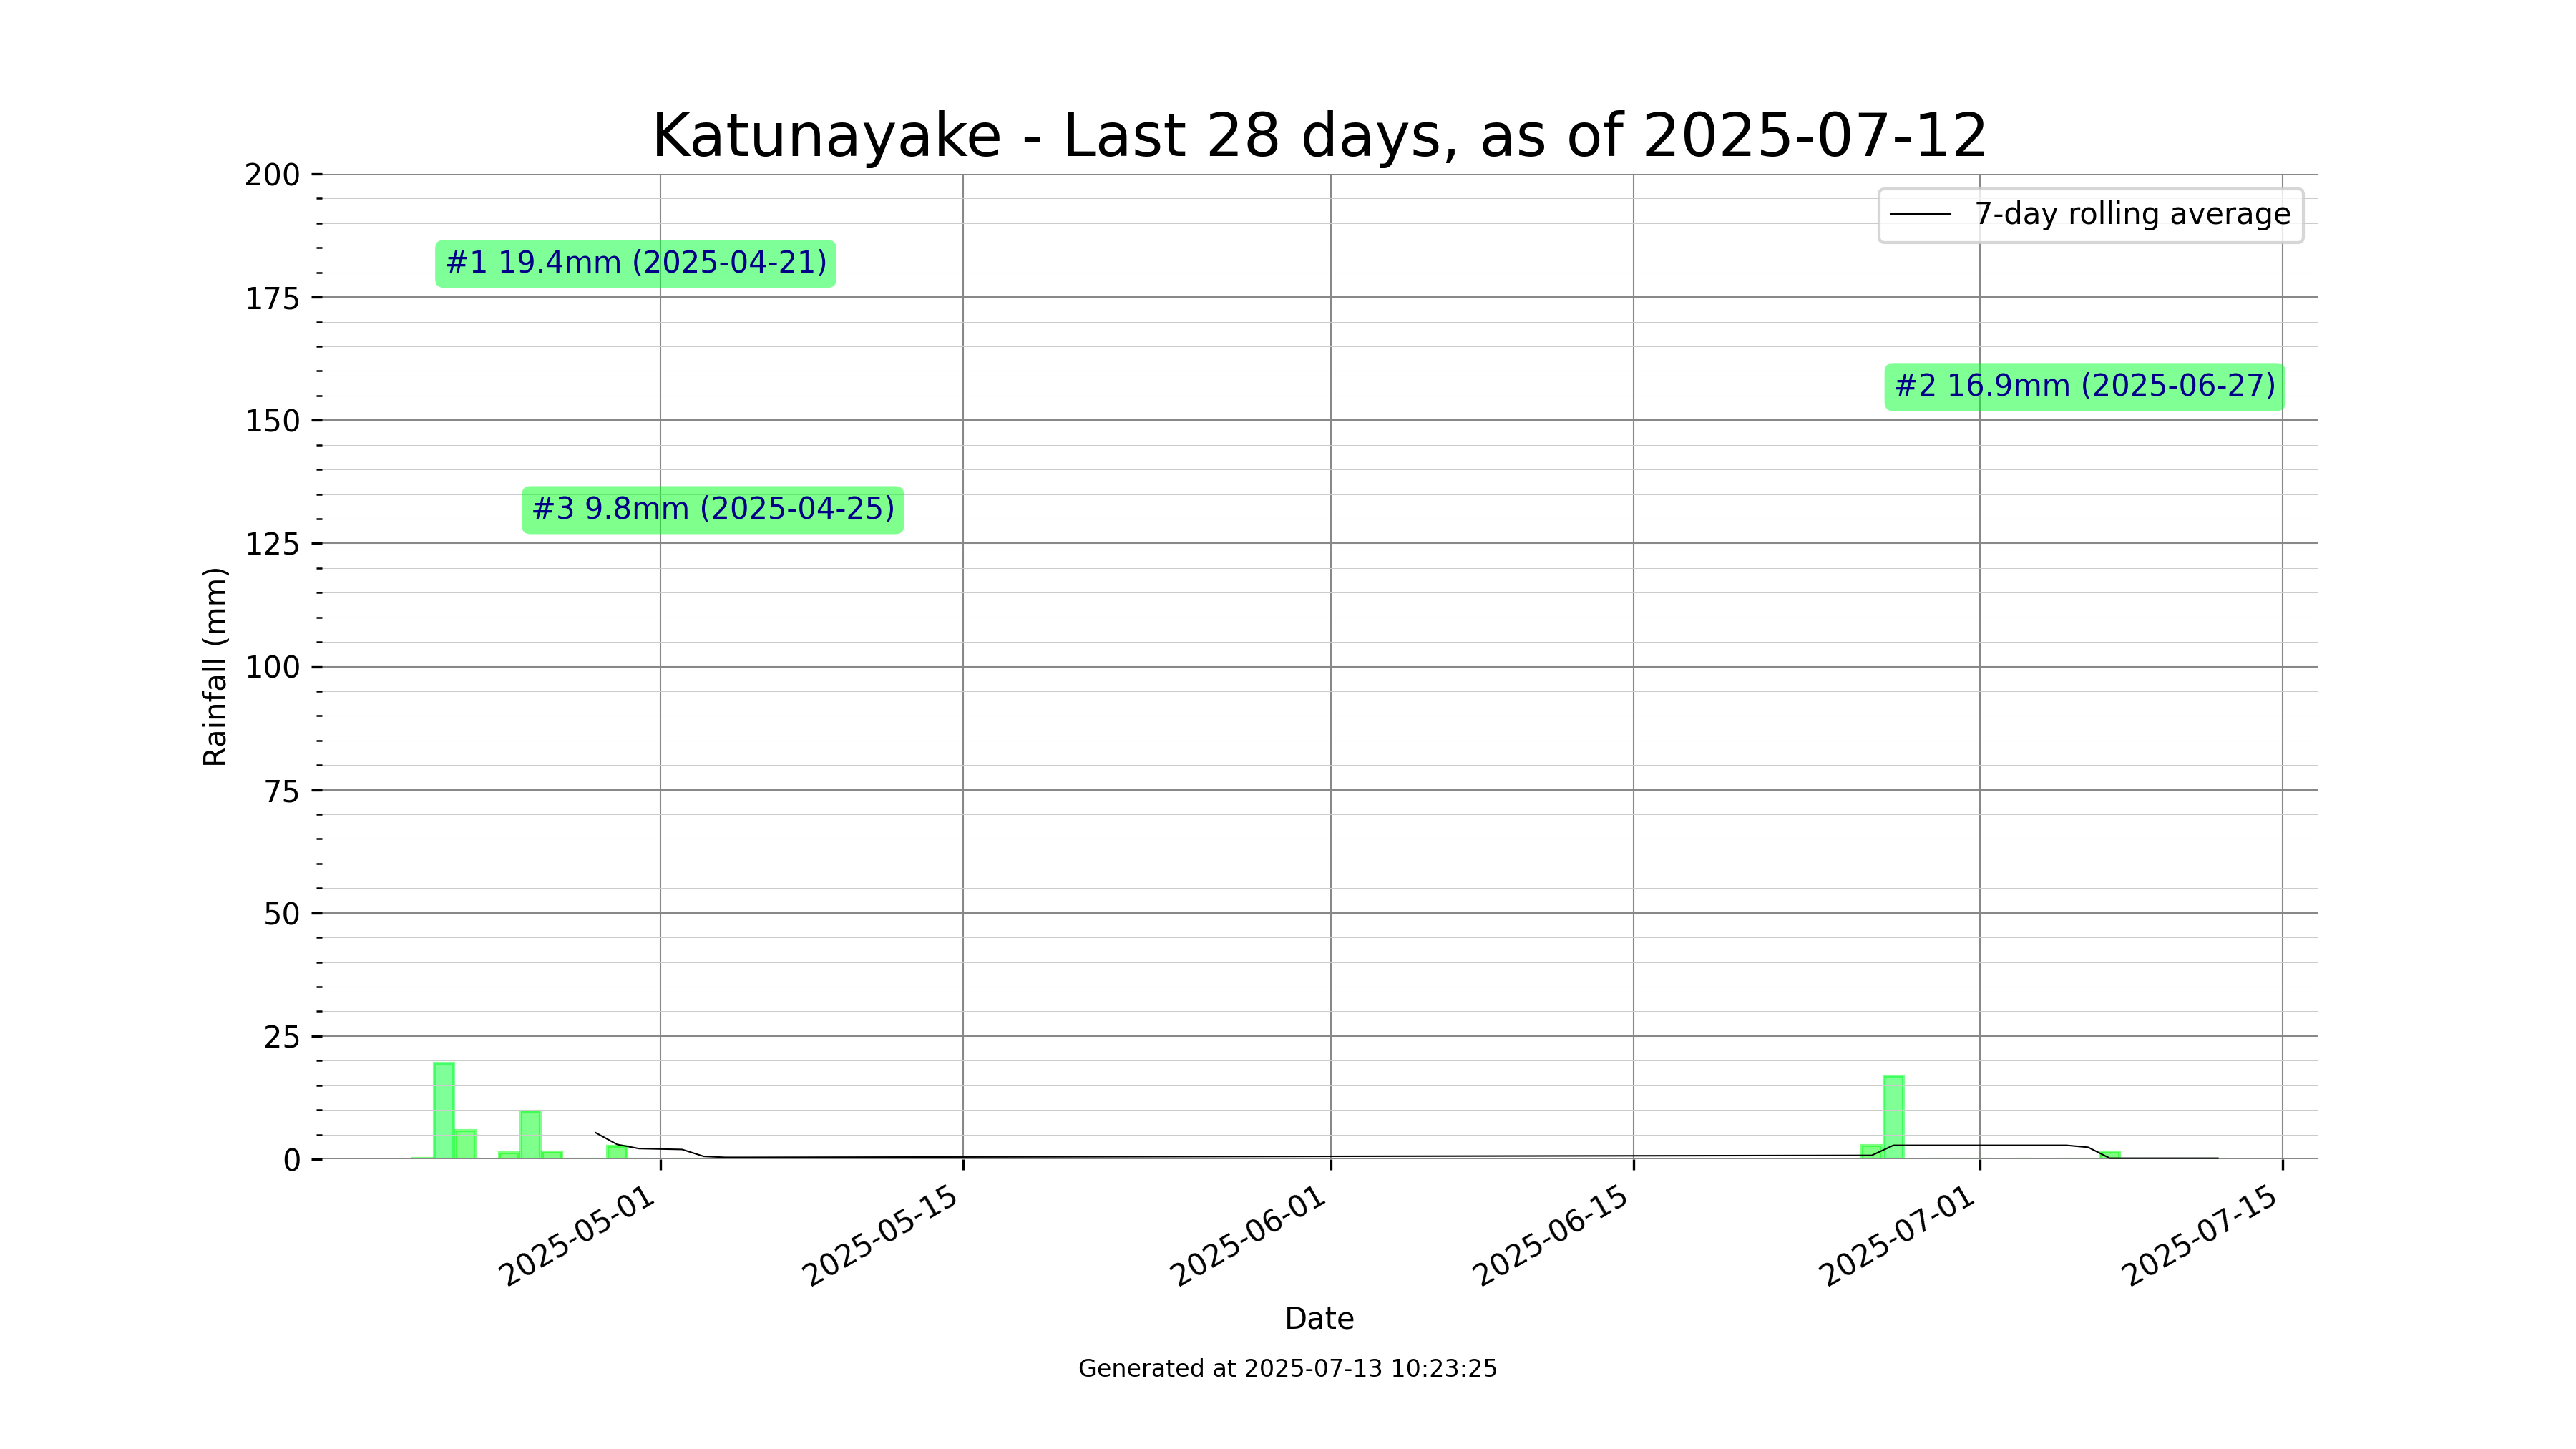 Katunayake - Last 28 days, as of 2025-07-12
7-day rolling average
#1 19.4mm (2025-04-21)
#2 16.9mm (2025-06-27)
#3 9.8mm (2025-04-25)
Rainfall (mm)
200
175
150
125
100
75
50
25
0
2025-05-01
2025-05-15
2025-06-01
2025-06-15
2025-07-01
2025-07-15
Date
Generated at 2025-07-13 10:23:25